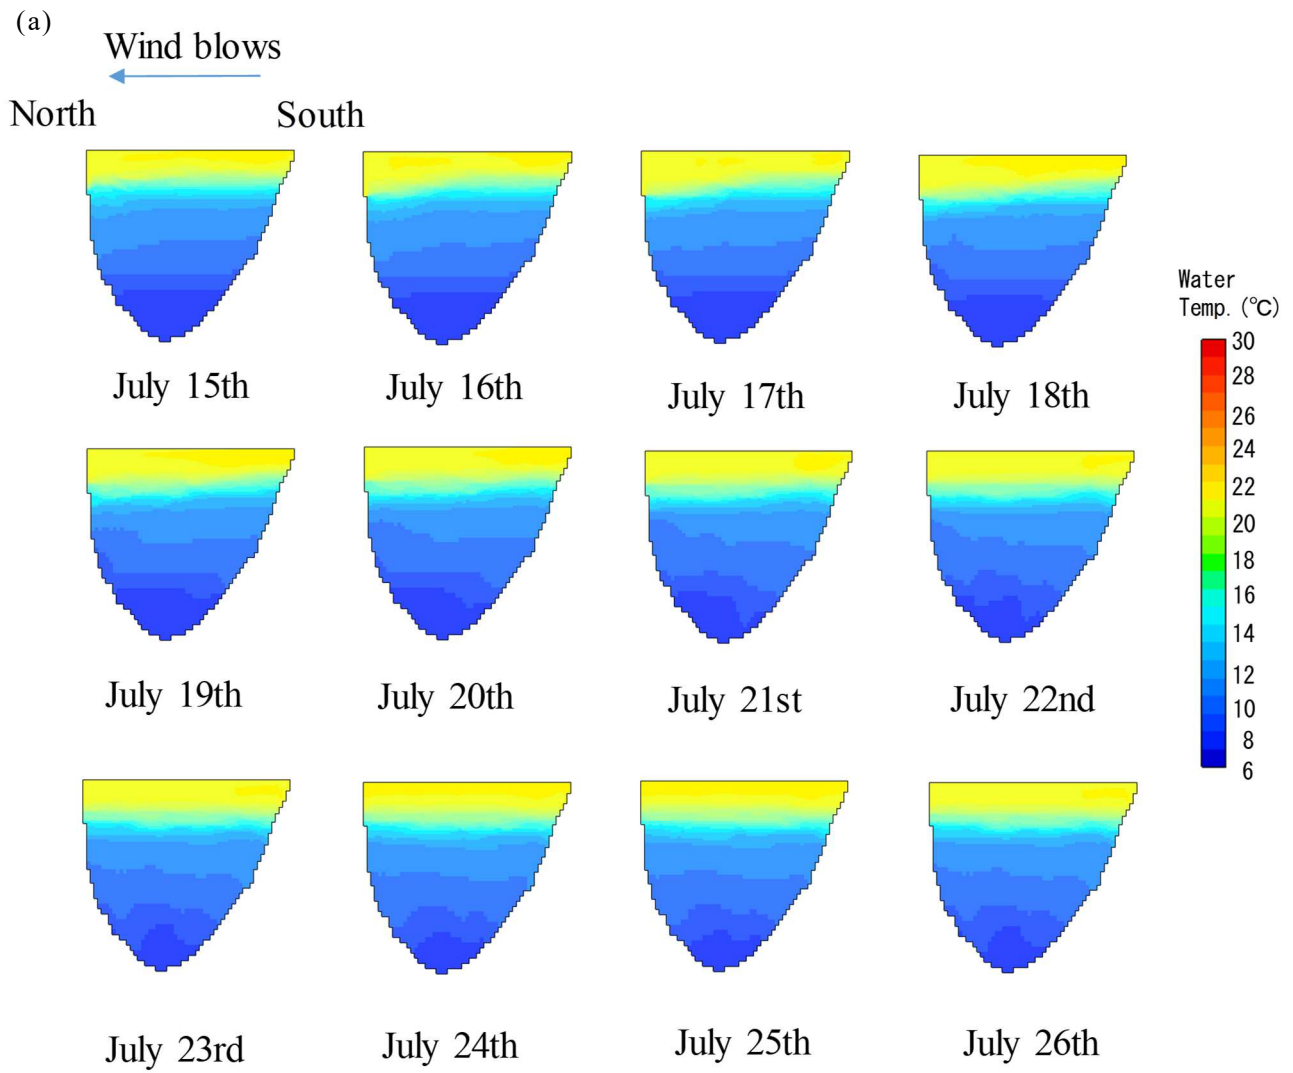 (a)
Wind blows
North
South
July 15th
July 16th
July 17th
July 18th
Water
Temp. (℃)
30
28
26
24
22
20
18
16
14
12
10
8
6
July 19th
July 20th
July 21st
July 22nd
July 23rd
July 24th
July 25th
July 26th